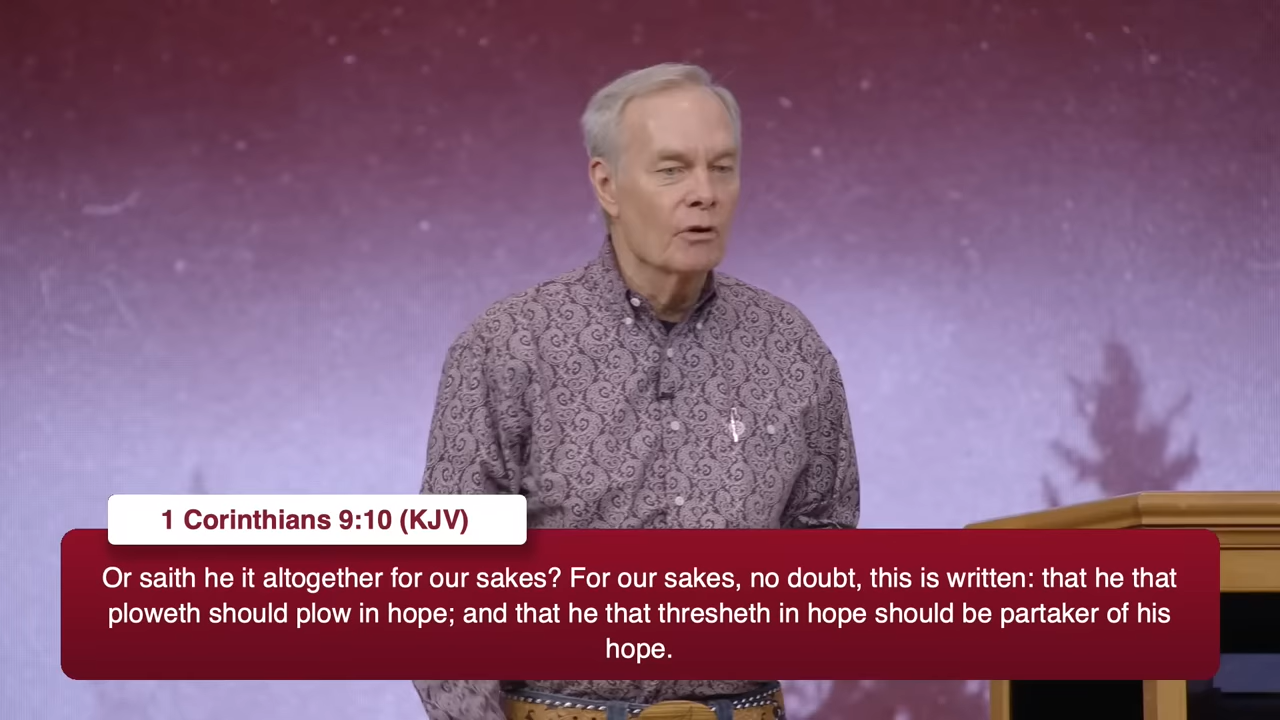 1 Corinthians 9:10 (KJV)
Or saith he it altogether for our sakes? For our sakes, no doubt, this is written: that he that
ploweth should plow in hope; and that he that thresheth in hope should be partaker of his
hope.